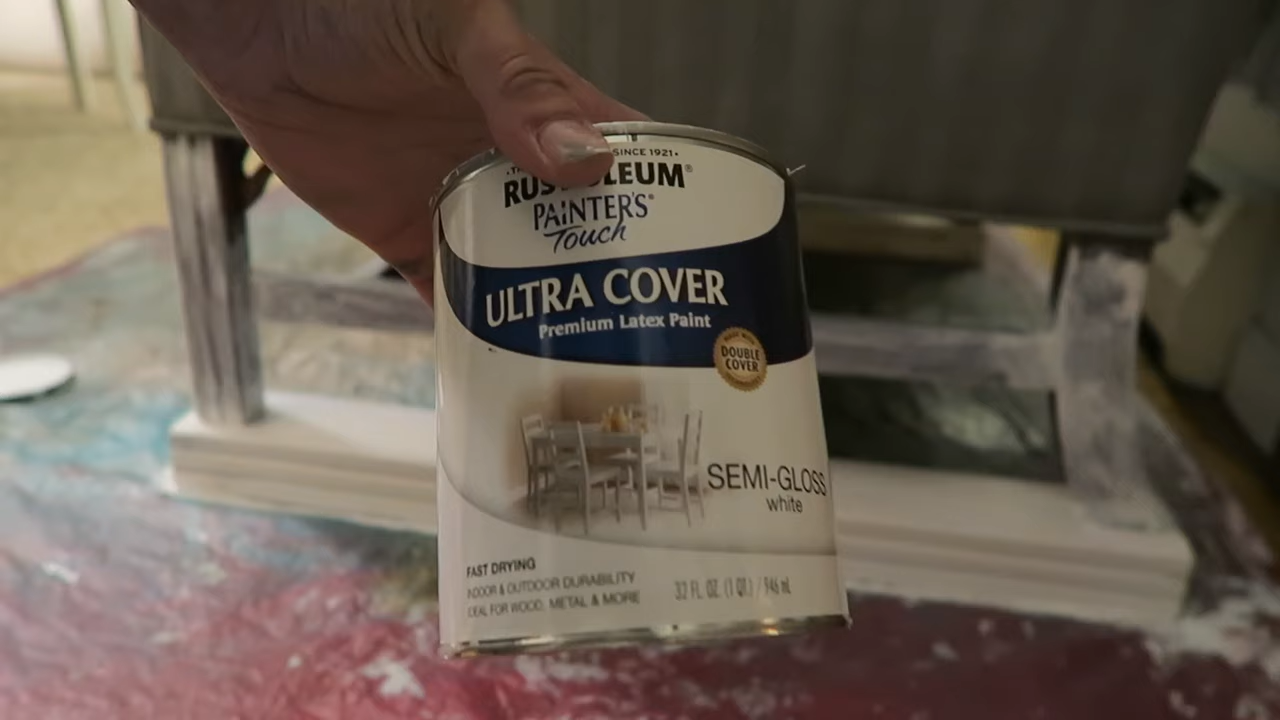 SINCE 1921•
RUST-OLEUM®
PAINTER'S®
Touch
ULTRA COVER
Premium Latex Paint
DOUBLE
COVER
SEMI-GLOSS
white
FAST DRYING
INDOOR & OUTDOOR DURABILITY
IDEAL FOR WOOD, METAL & MORE
32 FL. OZ. (1 QT.) / 946 mL